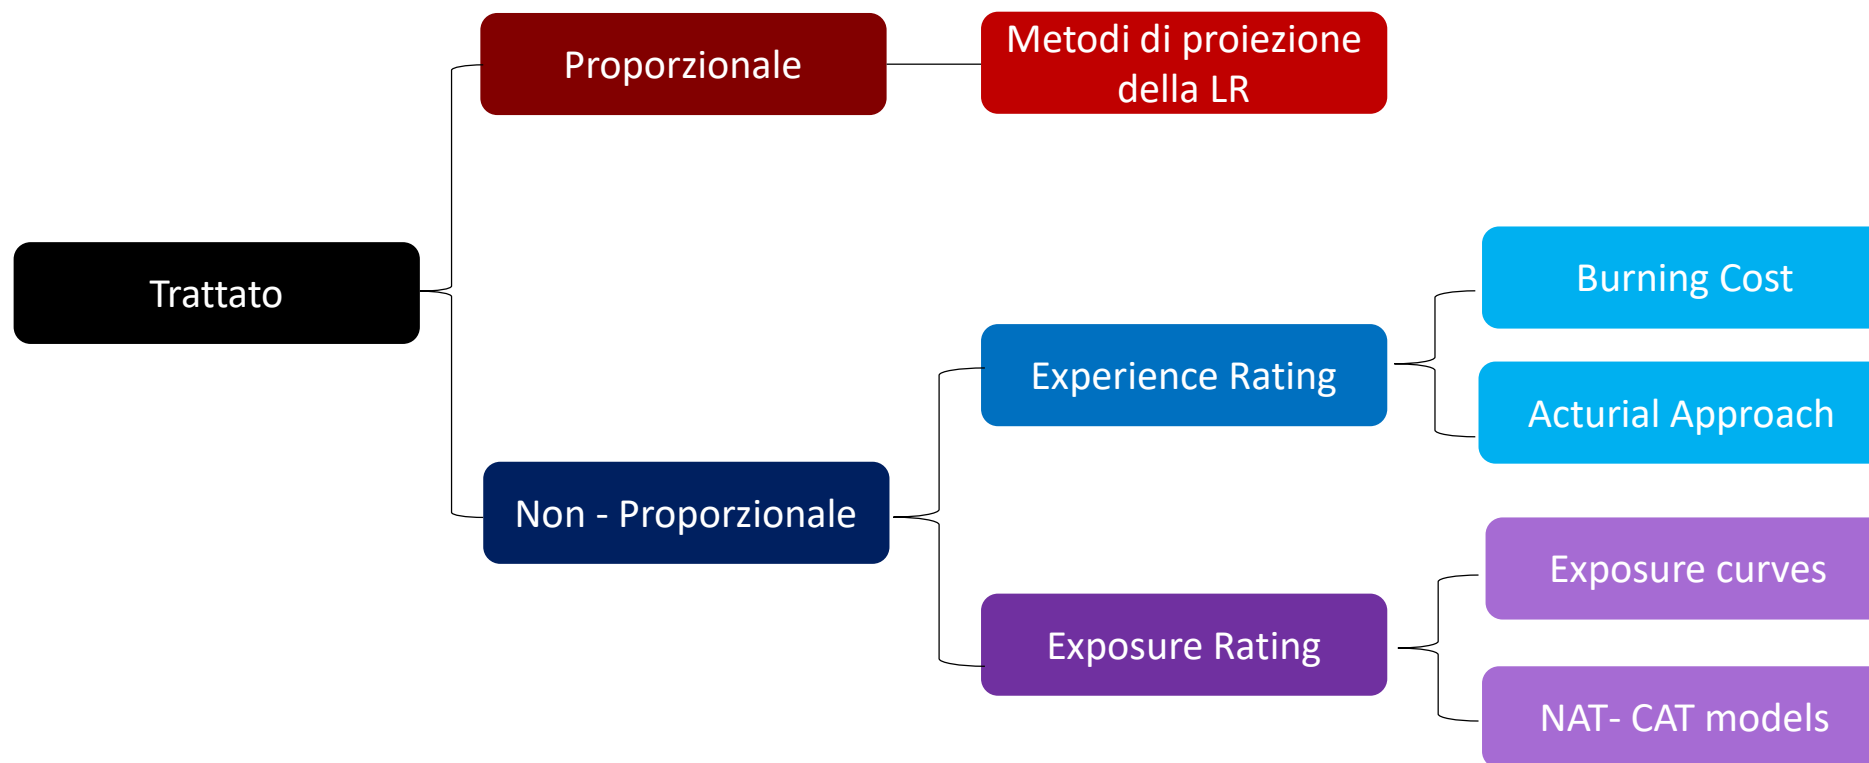 Trattato
Proporzionale
Metodi di proiezione
della LR
Non - Proporzionale
Experience Rating
Burning Cost
Acturial Approach
Exposure Rating
Exposure curves
NAT- CAT models